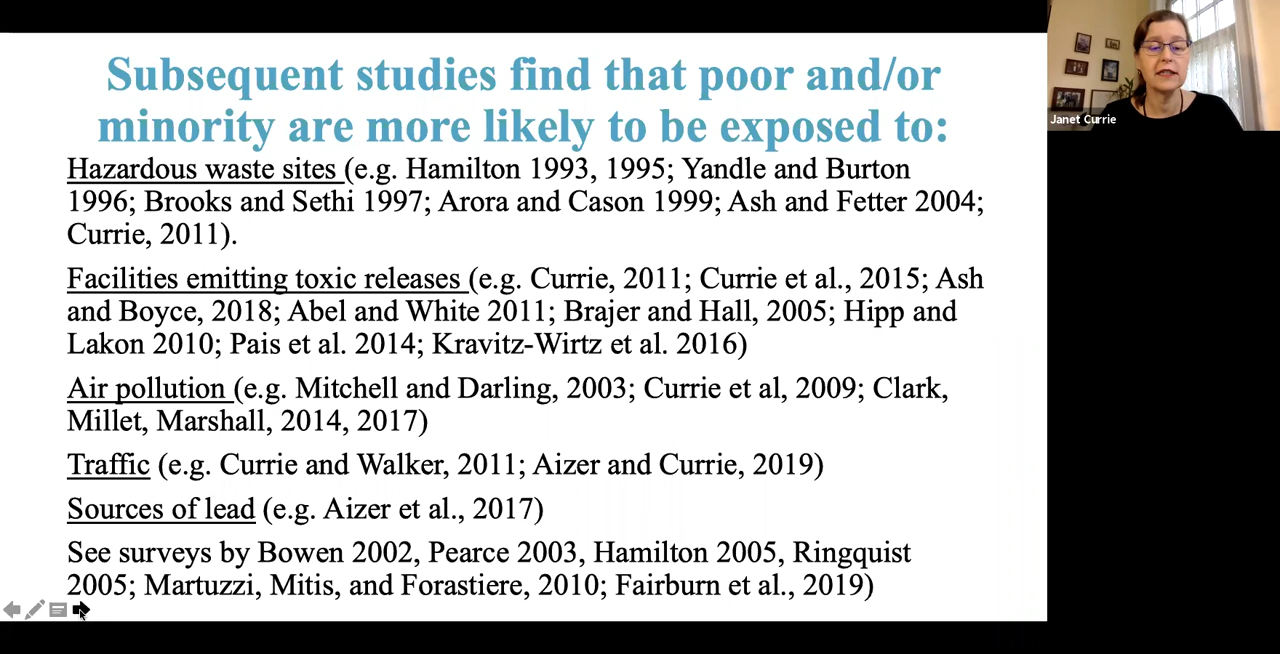 Subsequent studies find that poor and/or
minority are more likely to be exposed to:
Hazardous waste sites (e.g. Hamilton 1993, 1995; Yandle and Burton
1996; Brooks and Sethi 1997; Arora and Cason 1999; Ash and Fetter 2004;
Currie, 2011).
Facilities emitting toxic releases (e.g. Currie, 2011; Currie et al., 2015; Ash
and Boyce, 2018; Abel and White 2011; Brajer and Hall, 2005; Hipp and
Lakon 2010; Pais et al. 2014; Kravitz-Wirtz et al. 2016)
Air pollution (e.g. Mitchell and Darling, 2003; Currie et al, 2009; Clark,
Millet, Marshall, 2014, 2017)
Traffic (e.g. Currie and Walker, 2011; Aizer and Currie, 2019)
Sources of lead (e.g. Aizer et al., 2017)
See surveys by Bowen 2002, Pearce 2003, Hamilton 2005, Ringquist
2005; Martuzzi, Mitis, and Forastiere, 2010; Fairburn et al., 2019)
Janet Currie